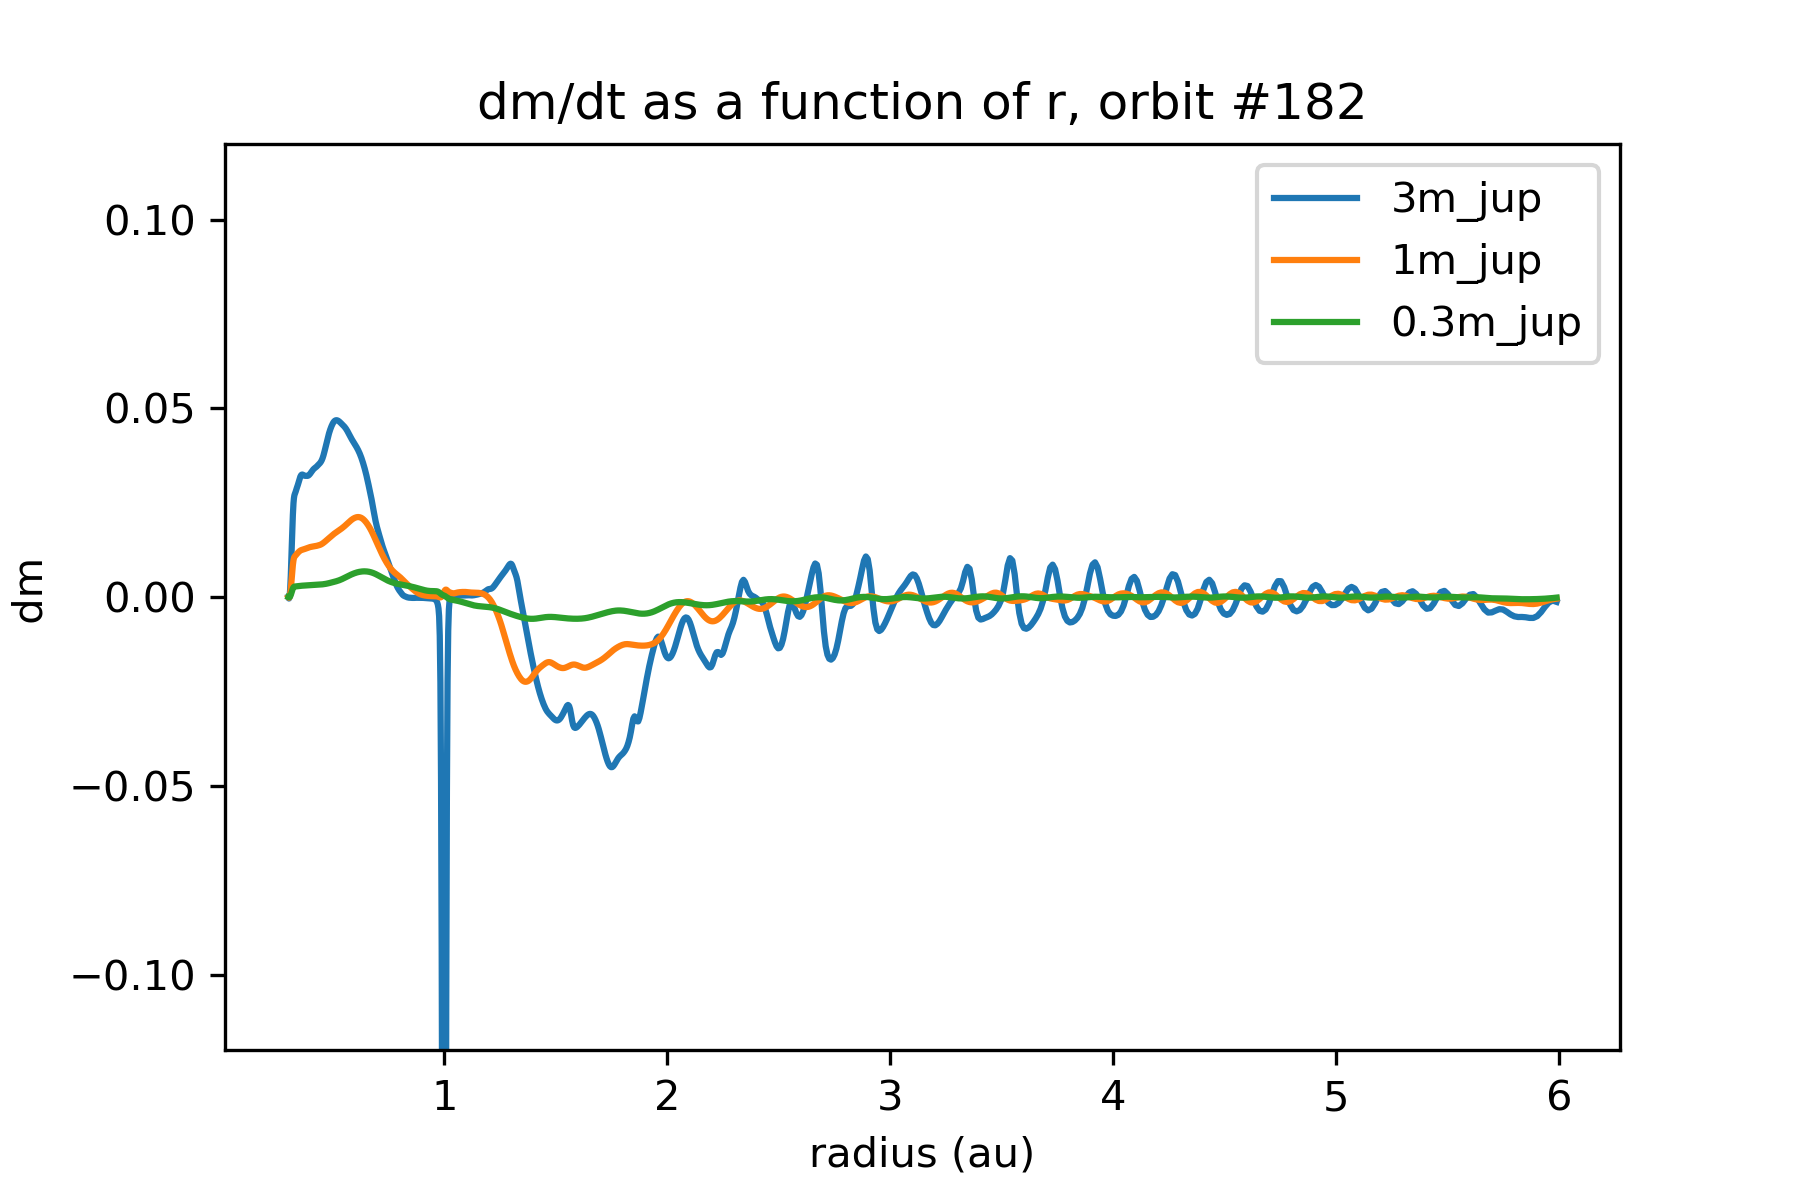 dm/dt as a function of r, orbit #182
3m_jup
1m_jup
0.3m_jup
dm
0.10
0.05
0.00
−0.05
−0.10
1 2 3 4 5 6
radius (au)